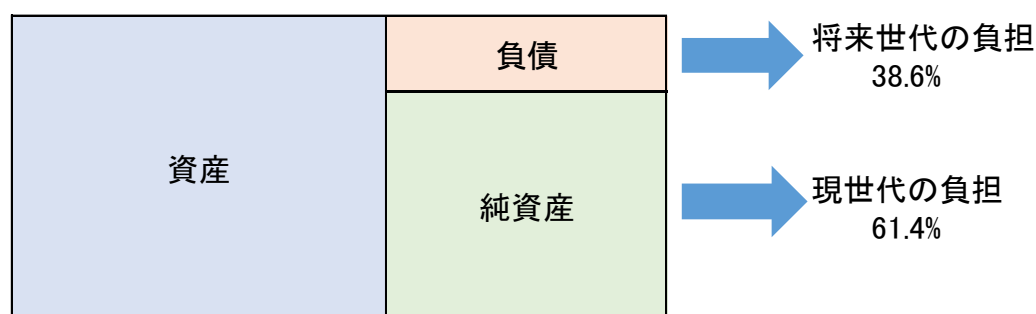 負債
将来世代の負担
38.6%
資産
純資産
現世代の負担
61.4%